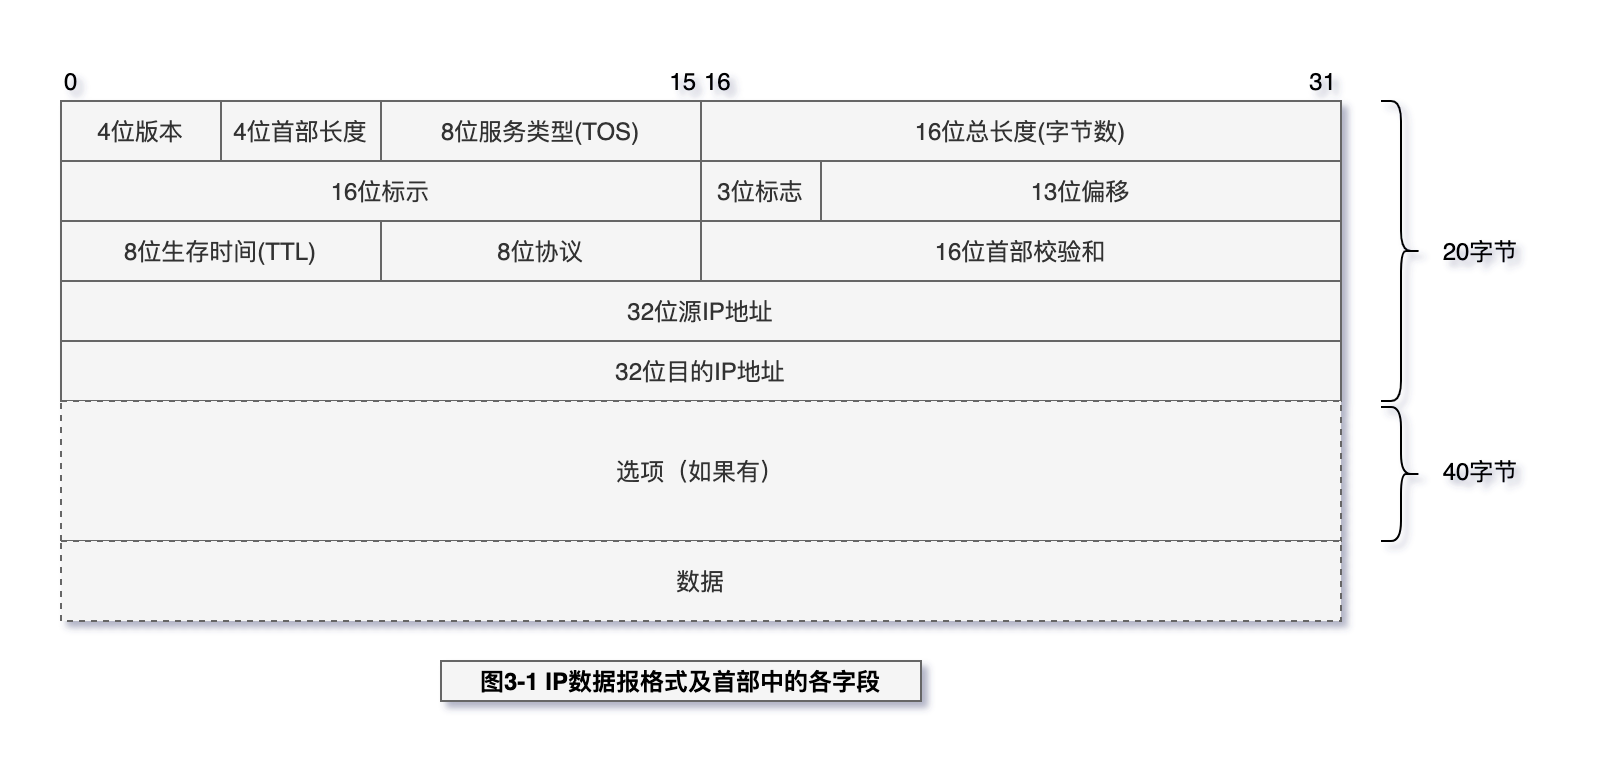 0 15 16 31
4位版本 4位首部长度 8位服务类型(TOS) 16位总长度(字节数)
16位标示 3位标志 13位偏移
8位生存时间(TTL) 8位协议 16位首部校验和
20字节
32位源IP地址
32位目的IP地址
选项（如果有） 40字节
数据
图3-1 IP数据报格式及首部中的各字段